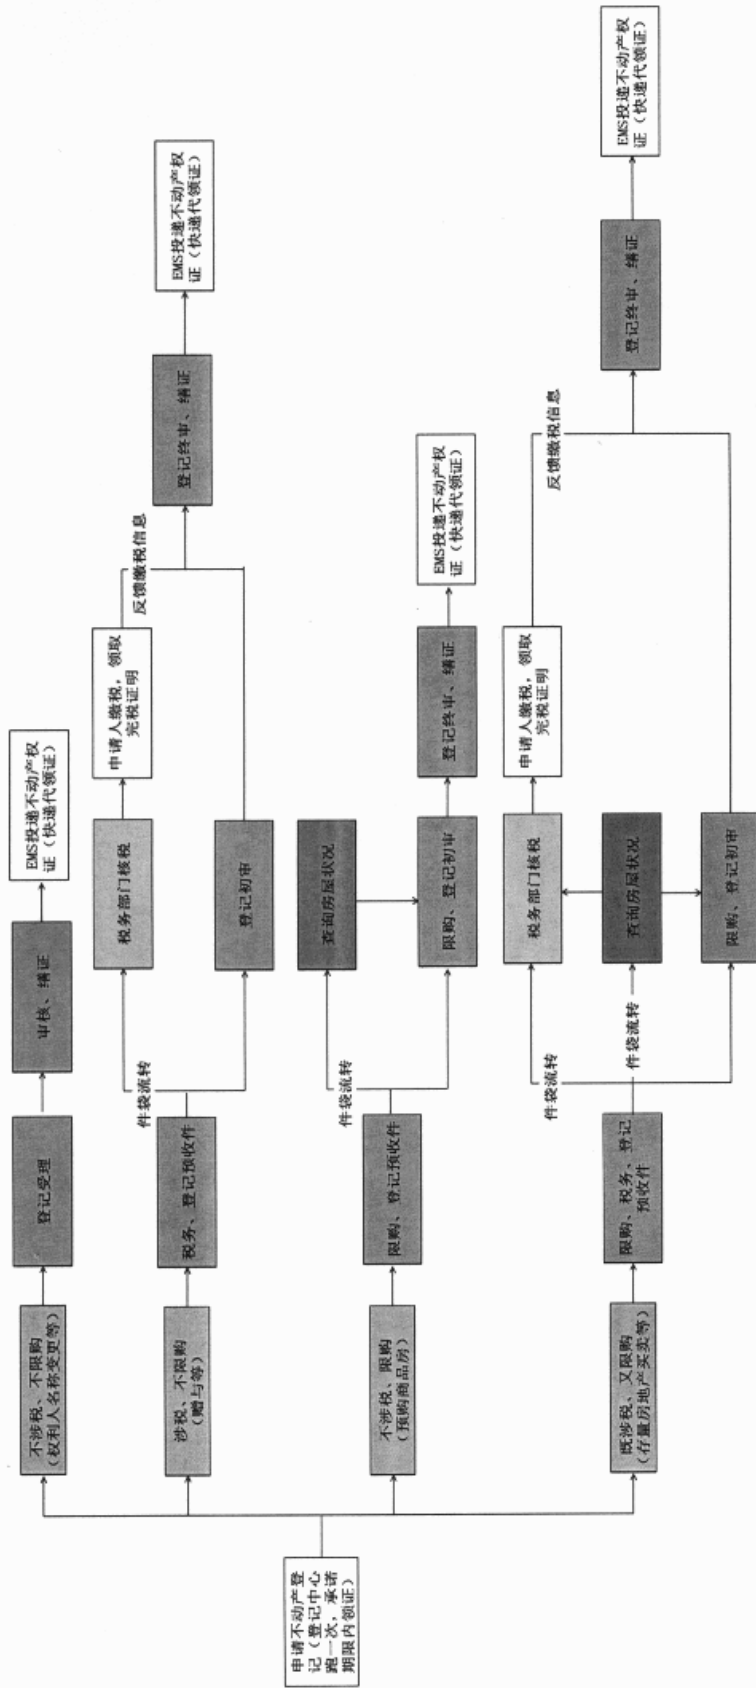 申请不动产登
记（登记中心
跑一次，承诺
期限内领证）
不涉税、不限购
（权利人名称变更等）
登记受理
审核、缮证
EMS投递不动产权
证（快递代领证）
涉税、不限购
（赠与等）
税务、登记预收件
件袋流转
税务部门核税
申请人缴税，领取
完税证明
反馈缴税信息
登记初审
登记终审、缮证
EMS投递不动产权
证（快递代领证）
不涉税、限购
（预购商品房）
限购、登记预收件
件袋流转
查询房屋状况
限购、登记初审
登记终审、缮证
EMS投递不动产权
证（快递代领证）
既涉税、又限购
（存量房地产买卖等）
限购、税务、登记
预收件
件袋流转
件袋流转
税务部门核税
申请人缴税，领取
完税证明
反馈缴税信息
查询房屋状况
限购、登记初审
登记终审、缮证
EMS投递不动产权
证（快递代领证）